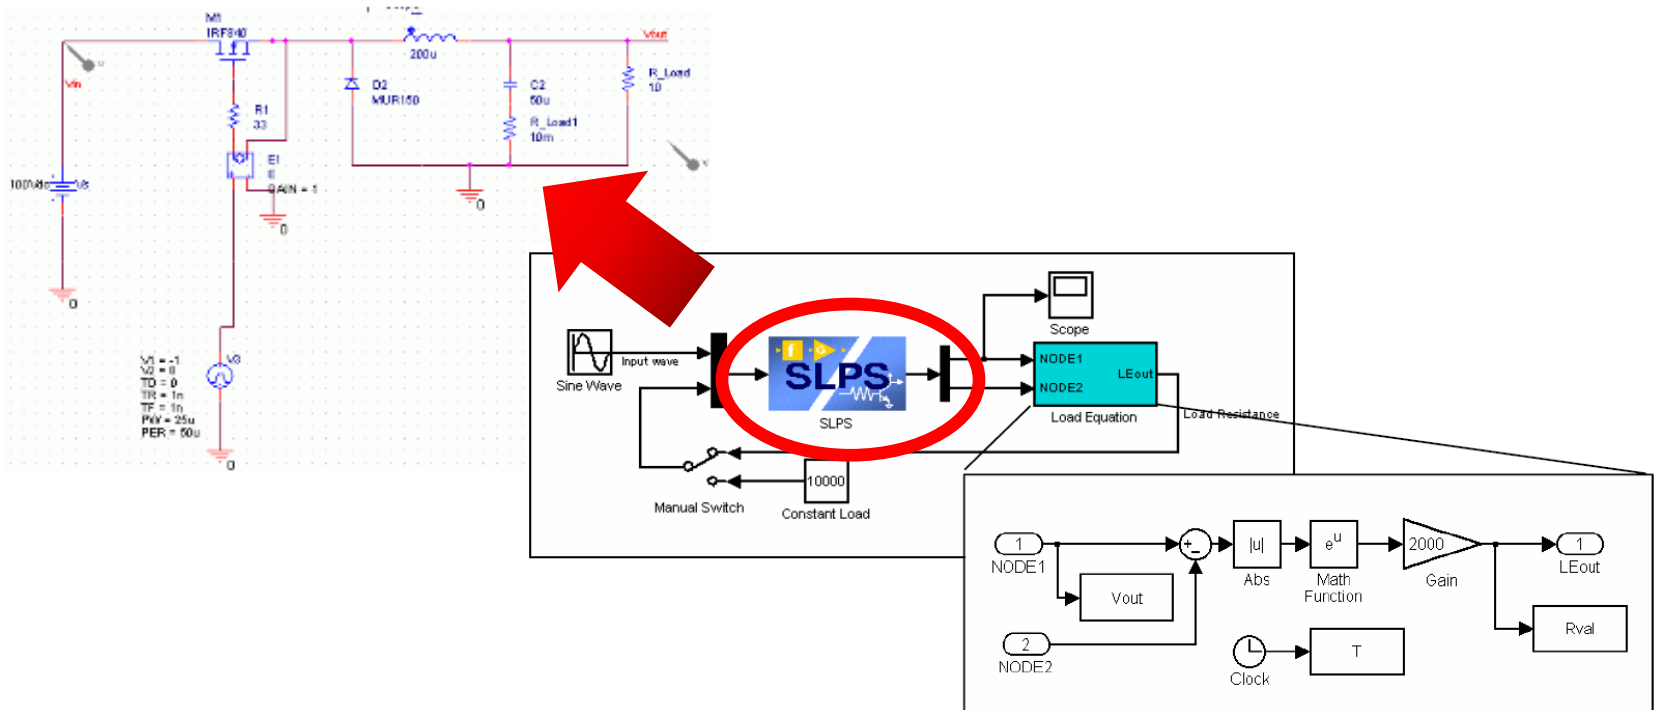 M1
IRF840
Vin
200u
Vout
D2
MUR150
C2
50u
R_Load
10
R_Load1
10m
R1
33
E1
E
GAIN = 1
100Vdc
Vs
0
0
0
V1 = -1
TD = 0
TR = 1n
TF = 1n
PW = 25u
PER = 50u
V3
0
Sine Wave
Input wave
f
G
SLPS
SLPS
Scope
NODE1
NODE2
LEout
Load Equation
Load Resistance
Manual Switch
10000
Constant Load
1
NODE1
Vout
2
NODE2
+
-
|u|
Abs
e^u
Math
Function
2000
Gain
1
LEout
Rval
Clock
T